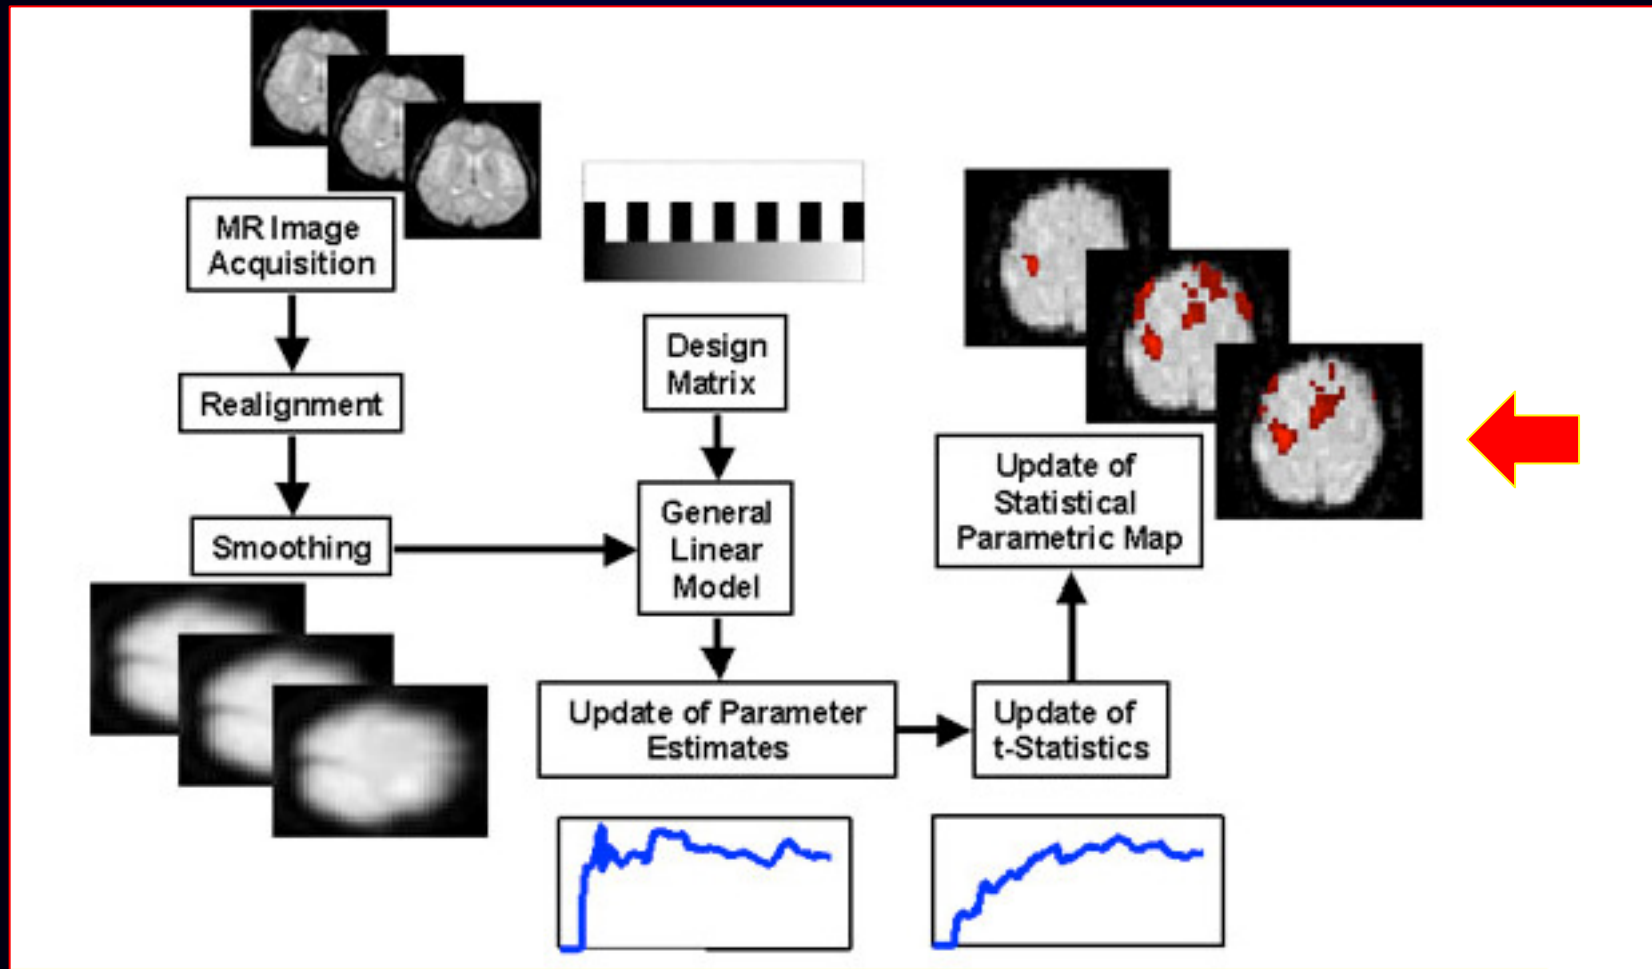 MR Image
Acquisition
Realignment
Smoothing
Design
Matrix
General
Linear
Model
Update of Parameter
Estimates
Update of
t-Statistics
Update of
Statistical
Parametric Map